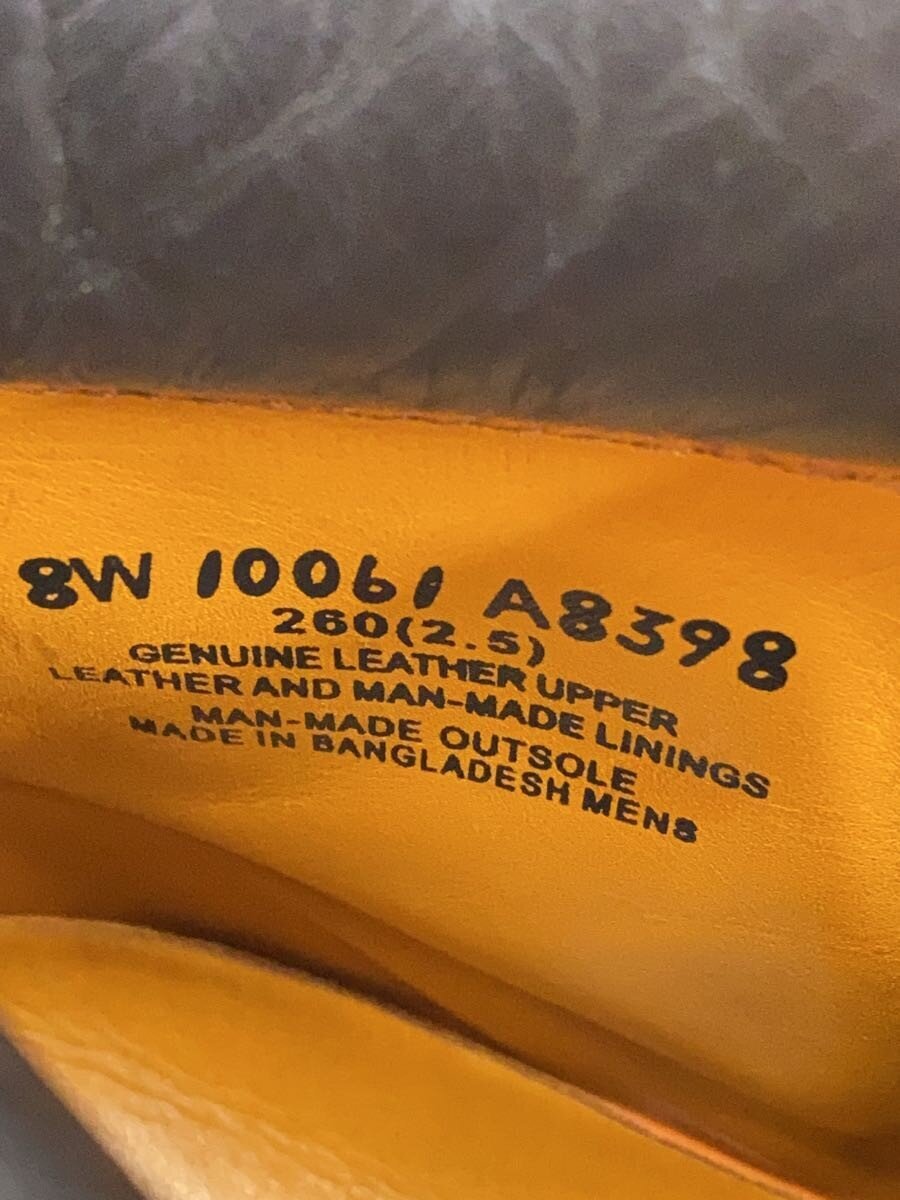 8W 10061 A8398
260(2.5)
GENUINE LEATHER UPPER
LEATHER AND MAN-MADE LININGS
MAN-MADE OUTSOLE
MADE IN BANGLADESH MENS